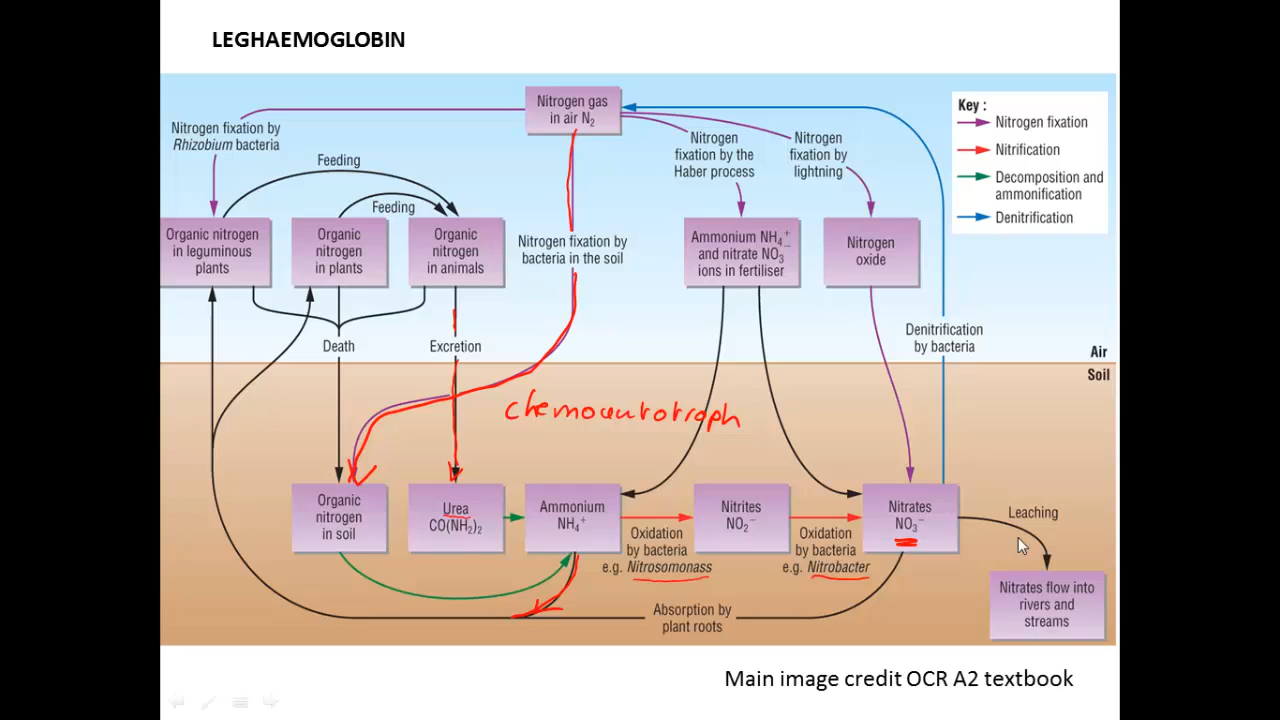 LEGHAEMOGLOBIN
Nitrogen gas
in air N₂
Key :
Nitrogen fixation
Nitrification
Decomposition and
ammonification
Denitrification
Nitrogen fixation by
Rhizobium bacteria
Feeding
Feeding
Nitrogen
fixation by the
Haber process
Nitrogen
fixation by
lightning
Organic nitrogen
in leguminous
plants
Organic
nitrogen
in plants
Organic
nitrogen
in animals
Nitrogen fixation by
bacteria in the soil
Ammonium NH₄⁺
and nitrate NO₃⁻
ions in fertiliser
Nitrogen
oxide
Death
Excretion
Denitrification
by bacteria
Air
Soil
chemoautotroph
Organic
nitrogen
in soil
Urea
CO(NH₂)₂
Ammonium
NH₄⁺
Nitrites
NO₂⁻
Nitrates
NO₃⁻
Leaching
Oxidation
by bacteria
e.g. Nitrosomonass
Oxidation
by bacteria
e.g. Nitrobacter
Absorption by
plant roots
Nitrates flow into
rivers and
streams
Main image credit OCR A2 textbook